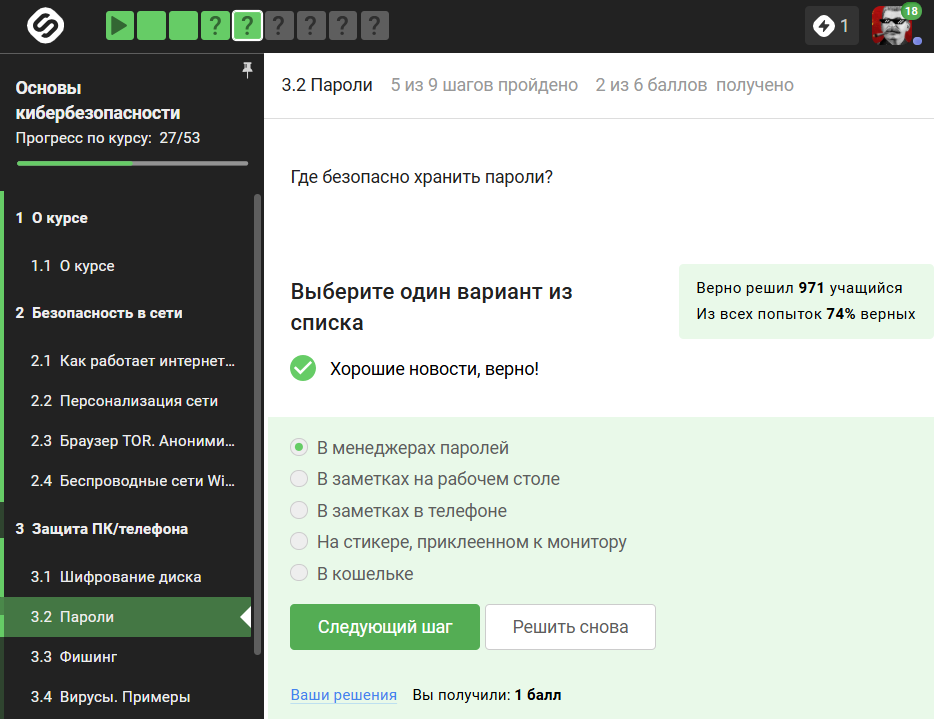 ? ? ? ? ? ?
1
18
Основы
кибербезопасности
Прогресс по курсу: 27/53
1 О курсе
1.1 О курсе
2 Безопасность в сети
2.1 Как работает интернет…
2.2 Персонализация сети
2.3 Браузер TOR. Аноними…
2.4 Беспроводные сети Wi…
3 Защита ПК/телефона
3.1 Шифрование диска
3.2 Пароли
3.3 Фишинг
3.4 Вирусы. Примеры
3.2 Пароли 5 из 9 шагов пройдено 2 из 6 баллов получено
Где безопасно хранить пароли?
Выберите один вариант из
списка
Верно решил 971 учащийся
Из всех попыток 74% верных
Хорошие новости, верно!
В менеджерах паролей
В заметках на рабочем столе
В заметках в телефоне
На стикере, приклеенном к монитору
В кошельке
Следующий шаг
Решить снова
Ваши решения Вы получили: 1 балл